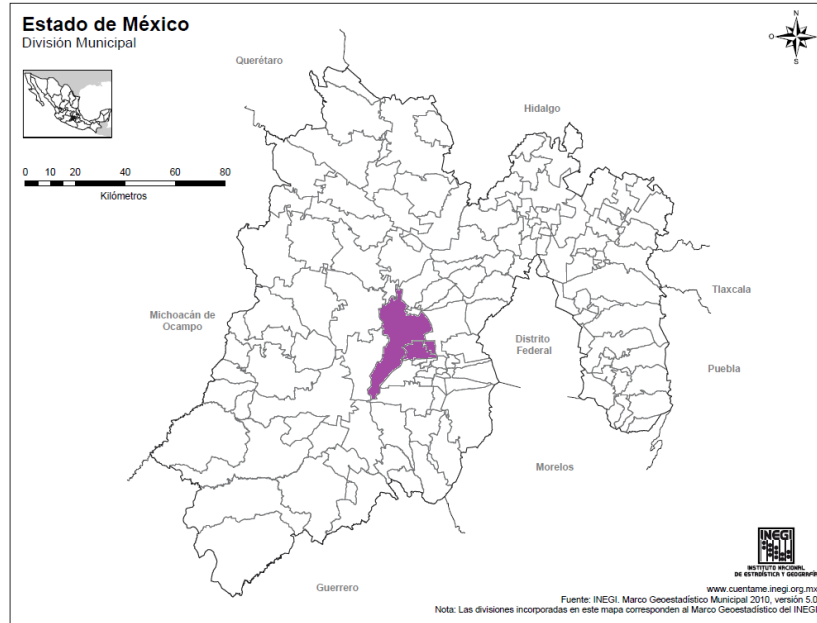 Estado de México
División Municipal
N
O
E
S
Querétaro
Hidalgo
0 5 10 20 40 60 80
Kilómetros
Tlaxcala
Michoacán de
Ocampo
Distrito
Federal
Puebla
Morelos
Guerrero
INEGI
INSTITUTO NACIONAL
DE ESTADÍSTICA Y GEOGRAFÍA
www.cuentame.inegi.org.mx
Fuente: INEGI. Marco Geoestadístico Municipal 2010, versión 5.0
Nota: Las divisiones incorporadas en este mapa corresponden al Marco Geoestadístico del INEGI